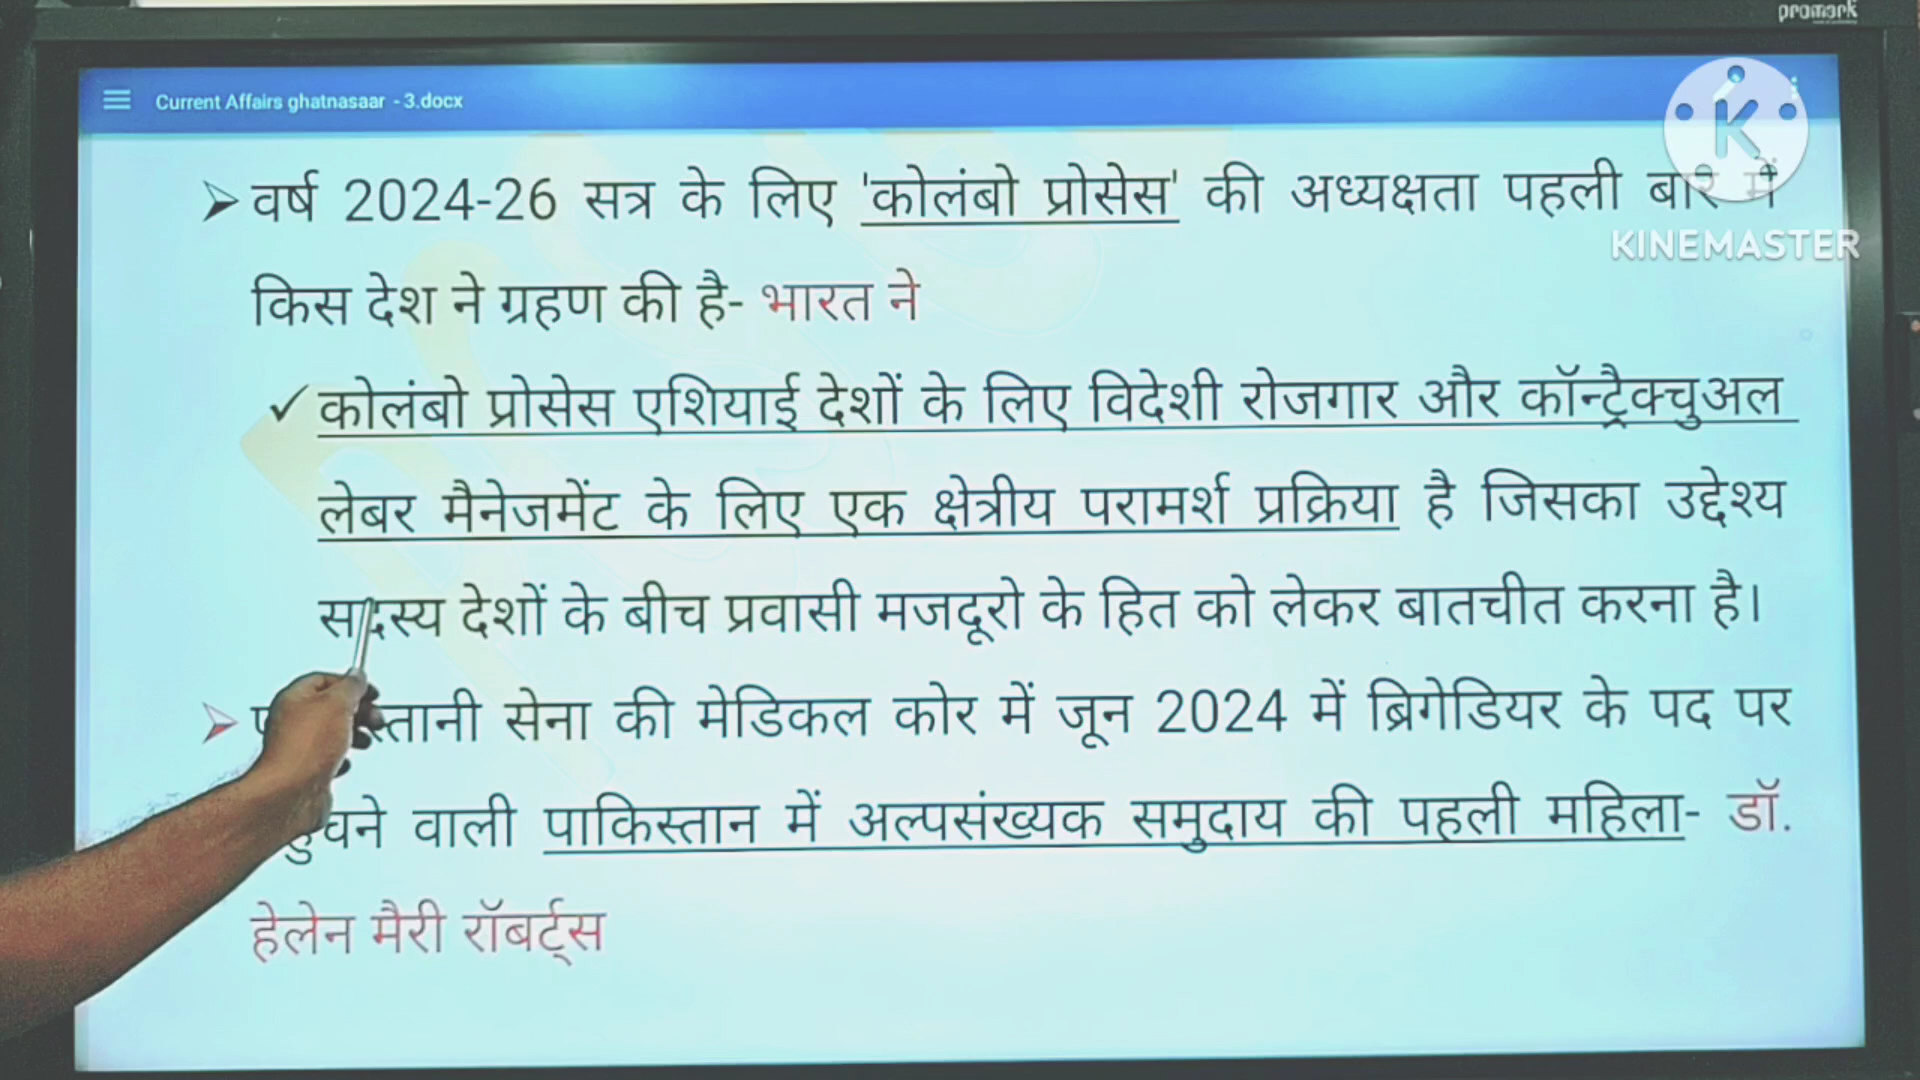 promark
Current Affairs ghatnasaar - 3.docx
KINEMASTER
वर्ष 2024-26 सत्र के लिए 'कोलंबो प्रोसेस' की अध्यक्षता पहली बार में
किस देश ने ग्रहण की है- भारत ने
कोलंबो प्रोसेस एशियाई देशों के लिए विदेशी रोजगार और कॉन्ट्रैक्चुअल
लेबर मैनेजमेंट के लिए एक क्षेत्रीय परामर्श प्रक्रिया है जिसका उद्देश्य
सदस्य देशों के बीच प्रवासी मजदूरो के हित को लेकर बातचीत करना है।
सेना की मेडिकल कोर में जून 2024 में ब्रिगेडियर के पद पर
वाली पाकिस्तान में अल्पसंख्यक समुदाय की पहली महिला- डॉ.
हेलेन मैरी रॉबर्ट्स